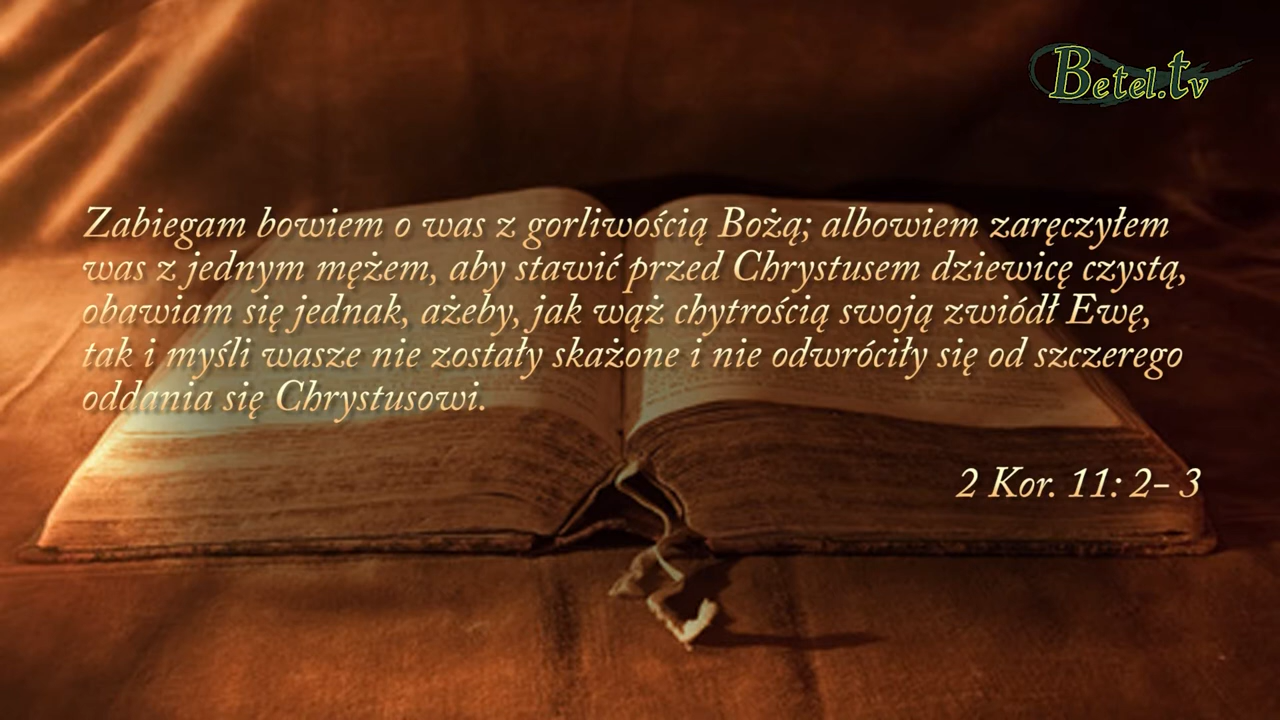 Betel.tv
Zabiegam bowiem o was z gorliwością Bożą; albowiem zaręczyłem
was z jednym mężem, aby stawić przed Chrystusem dziewicę czystą,
obawiam się jednak, ażeby, jak wąż chytrością swoją zwiódł Ewę,
tak i myśli wasze nie zostały skażone i nie odwróciły się od szczerego
oddania się Chrystusowi.
2 Kor. 11: 2- 3